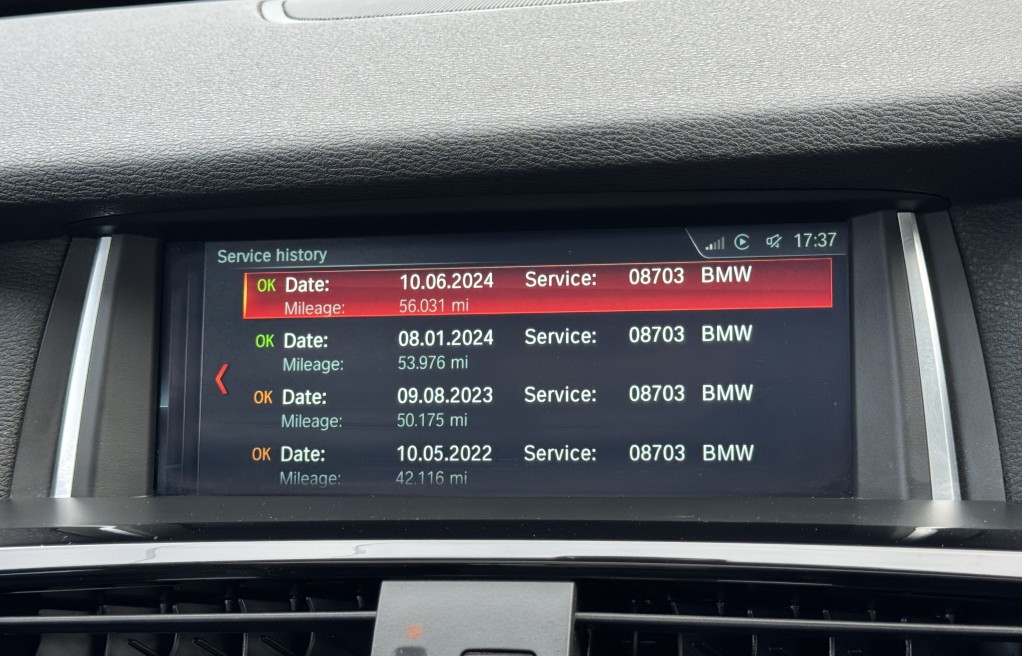 Service history
17:37
OK Date: 10.06.2024 Service: 08703 BMW
Mileage: 56.031 mi
OK Date: 08.01.2024 Service: 08703 BMW
Mileage: 53.976 mi
OK Date: 09.08.2023 Service: 08703 BMW
Mileage: 50.175 mi
OK Date: 10.05.2022 Service: 08703 BMW
Mileage: 42.116 mi